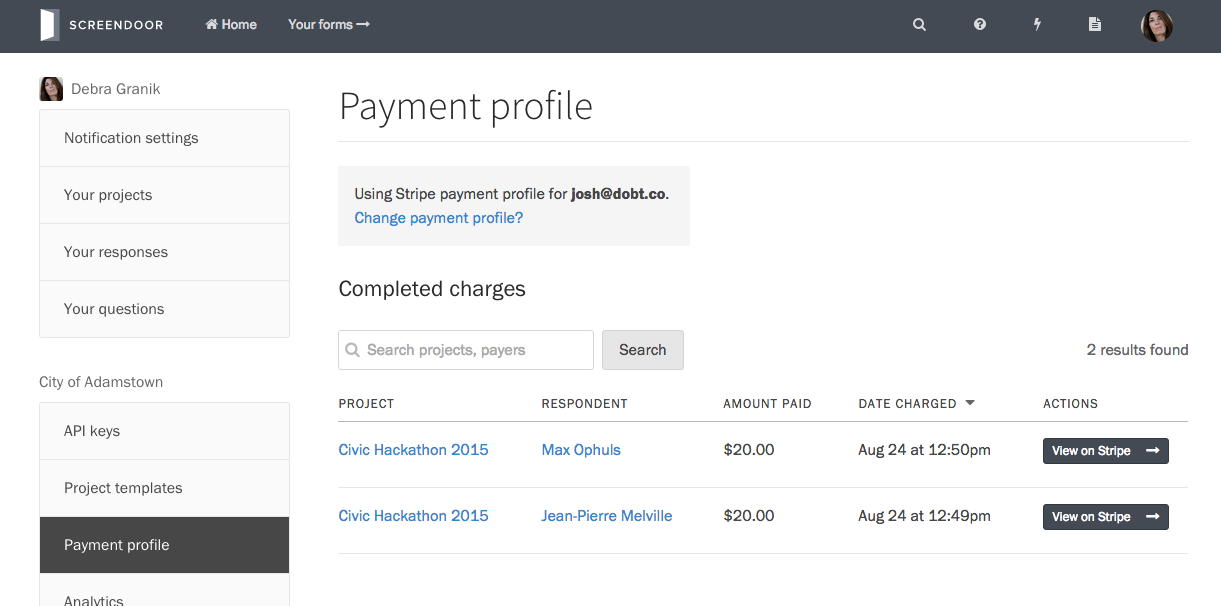 SCREENDOOR
Home
Your forms
Debra Granik
Notification settings
Your projects
Your responses
Your questions
City of Adamstown
API keys
Project templates
Payment profile
Analytics
Payment profile
Using Stripe payment profile for josh@dobt.co.
Change payment profile?
Completed charges
Search projects, payers
Search
2 results found
PROJECT RESPONDENT AMOUNT PAID DATE CHARGED ACTIONS
Civic Hackathon 2015 Max Ophuls $20.00 Aug 24 at 12:50pm View on Stripe
Civic Hackathon 2015 Jean-Pierre Melville $20.00 Aug 24 at 12:49pm View on Stripe